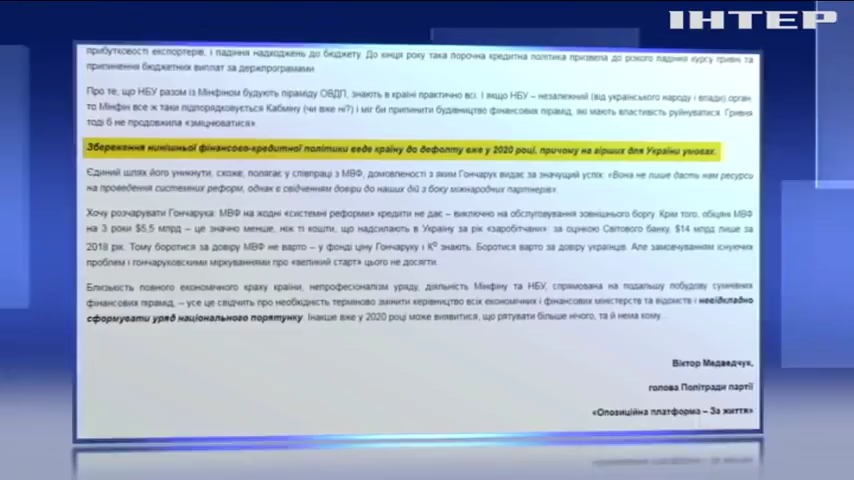 ІНТЕР
прибутковості експортерів, і падіння надходжень до бюджету. До кінця року така порочна кредитна політика призвела до різкого падіння курсу гривні та
припинення бюджетних виплат за держпрограмами.
Про те, що НБУ разом із Мінфіном будують піраміду ОВДП, знають в країні практично всі. І якщо НБУ – незалежний (від українського народу і влади) орган,
то Мінфін все ж таки підпорядковується Кабміну (чи вже ні?) і міг би припинити будівництво фінансових пірамід, які мають властивість руйнуватися. Гривня
тоді б не продовжила «зміцнюватися».
Збереження нинішньої фінансово-кредитної політики веде країну до дефолту вже у 2020 році, причому на гірших для України умовах.
Єдиний шлях його уникнути, схоже, полягає у співпраці з МВФ, домовленості з яким Гончарук видає за значущий успіх: «Вона не лише дасть нам ресурси
на проведення системних реформ, однак є свідченням довіри до наших дій з боку міжнародних партнерів».
Хочу розчарувати Гончарука: МВФ на жодні «системні реформи» кредити не дає – виключно на обслуговування зовнішнього боргу. Крім того, обіцяні МВФ
на 3 роки $5,5 млрд – це значно менше, ніж ті кошти, що надсилають в Україну за рік «заробітчани»: за оцінкою Світового банку, $14 млрд лише за
2018 рік. Тому боротися за довіру МВФ не варто – у фонді ціну Гончаруку і К⁰ знають. Боротися варто за довіру українців. Але замовчуванням існуючих
проблем і гончаруковскими міркуваннями про «великий старт» цього не досягти.
Близькість повного економічного краху країни, непрофесіоналізм уряду, діяльність Мінфіну та НБУ, спрямована на подальшу побудову сумнівних
фінансових пірамід, – усе це свідчить про необхідність терміново змінити керівництво всіх економічних і фінансових міністерств та відомств і невідкладно
сформувати уряд національного порятунку. Інакше вже у 2020 році може виявитися, що рятувати більше нічого, та й нема кому...
Віктор Медведчук,
голова Політради партії
«Опозиційна платформа – За життя»